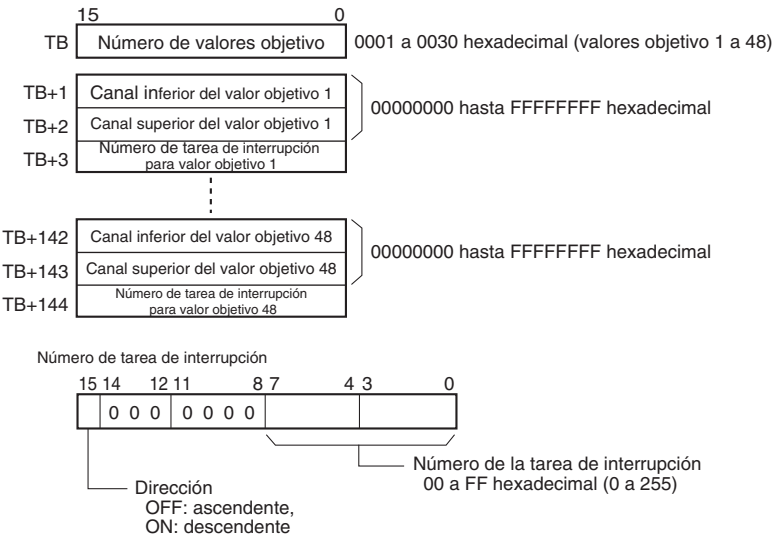 15 0
TB Número de valores objetivo 0001 a 0030 hexadecimal (valores objetivo 1 a 48)
TB+1 Canal inferior del valor objetivo 1
00000000 hasta FFFFFFFF hexadecimal
TB+2 Canal superior del valor objetivo 1
TB+3 Número de tarea de interrupción
para valor objetivo 1
TB+142 Canal inferior del valor objetivo 48
00000000 hasta FFFFFFFF hexadecimal
TB+143 Canal superior del valor objetivo 48
TB+144 Número de tarea de interrupción
para valor objetivo 48
Número de tarea de interrupción
15 14 12 11 8 7 4 3 0
0 0 0 0 0 0 0
Número de la tarea de interrupción
00 a FF hexadecimal (0 a 255)
Dirección
OFF: ascendente,
ON: descendente